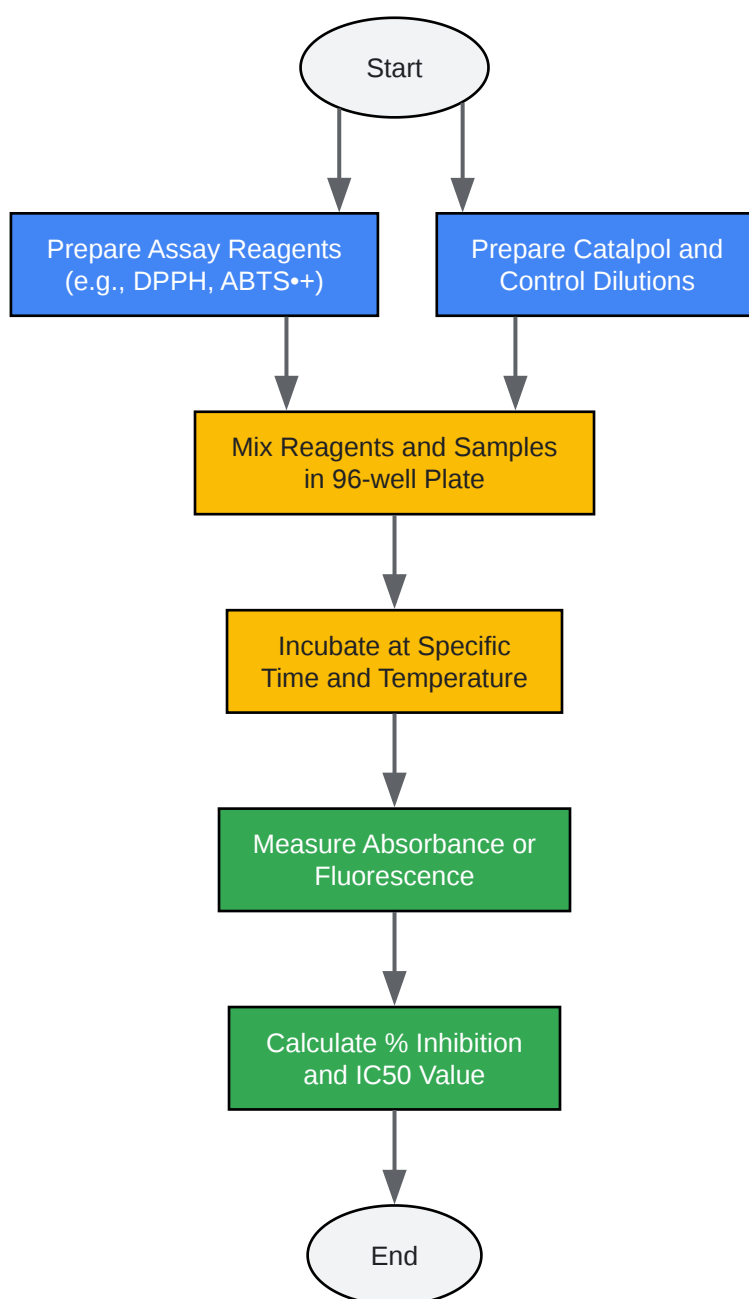 Start
Prepare Assay Reagents
(e.g., DPPH, ABTS•+)
Prepare Catalpol and
Control Dilutions
Mix Reagents and Samples
in 96-well Plate
Incubate at Specific
Time and Temperature
Measure Absorbance or
Fluorescence
Calculate % Inhibition
and IC50 Value
End